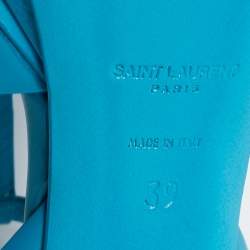 SAINT LAURENT
PARIS
MADE IN ITALY
39